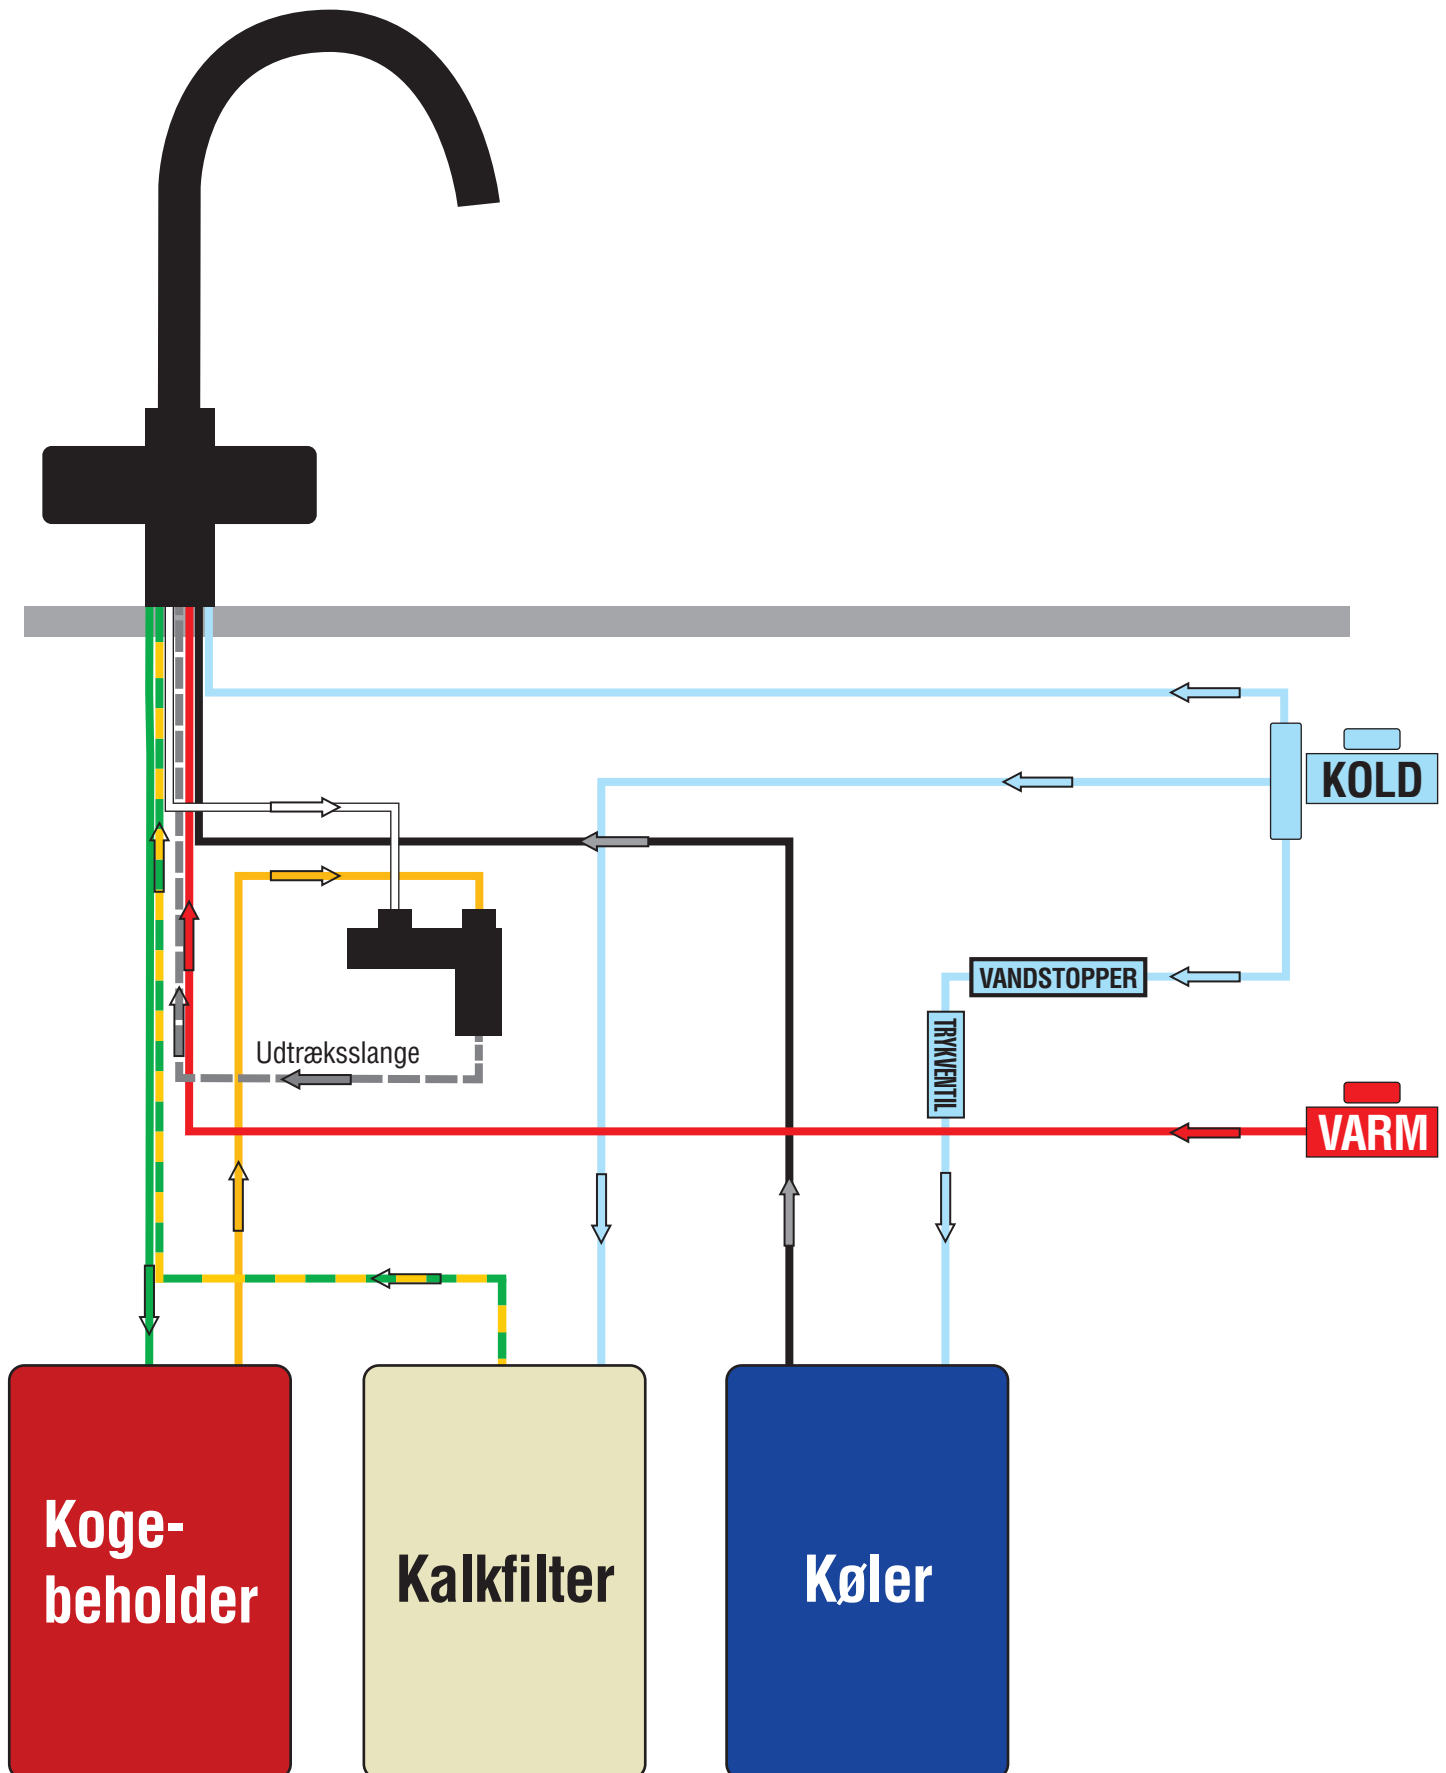 KOLD
VANDSTOPPER
TRYKVENTIL
Udtræksslange
VARM
Koge-
beholder
Kalkfilter
Køler